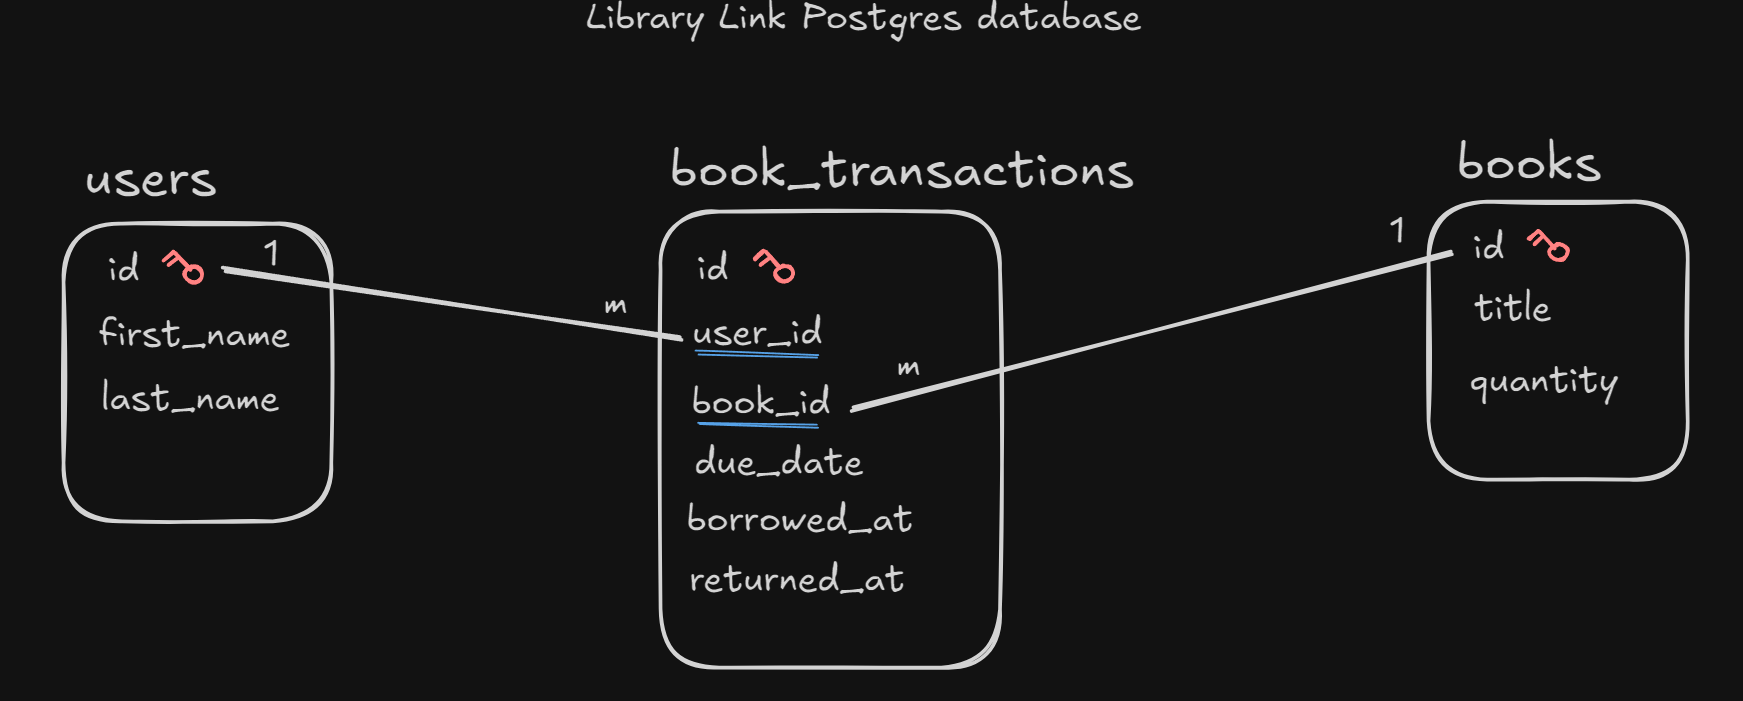 Library Link Postgres database
users
id
1
first_name
last_name
m
book_transactions
id
user_id
book_id
m
due_date
borrowed_at
returned_at
1
books
id
title
quantity